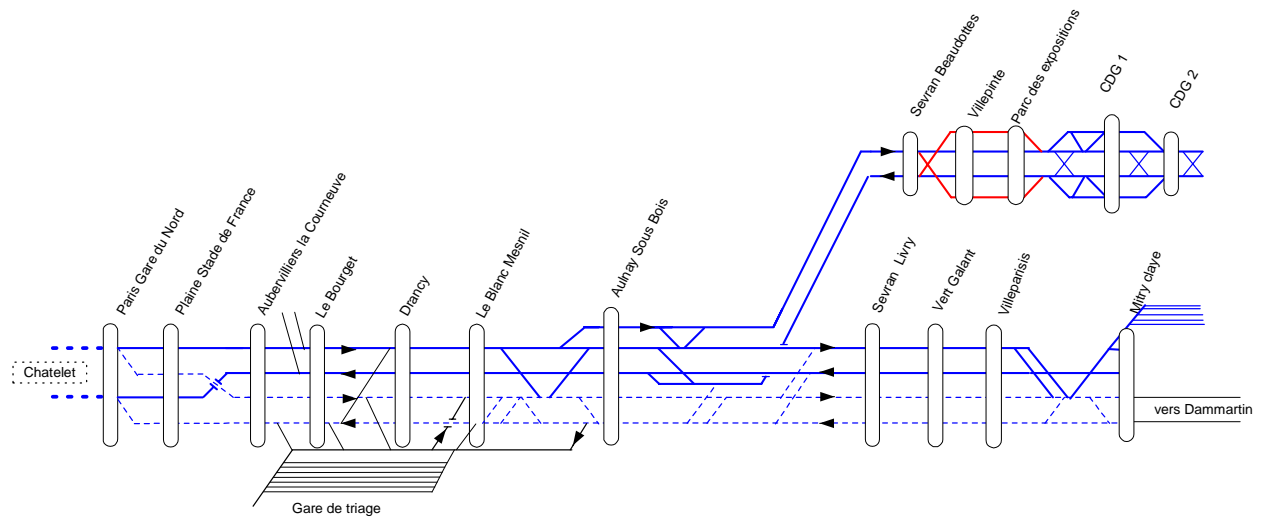 Sevran Beaudottes
Villepinte
Parc des expositions
CDG 1
CDG 2
Paris Gare du Nord
Plaine Stade de France
Aubervilliers la Courneuve
Le Bourget
Drancy
Le Blanc Mesnil
Aulnay Sous Bois
Sevran Livry
Vert Galant
Villeparisis
Mitry claye
Chatelet
vers Dammartin
Gare de triage